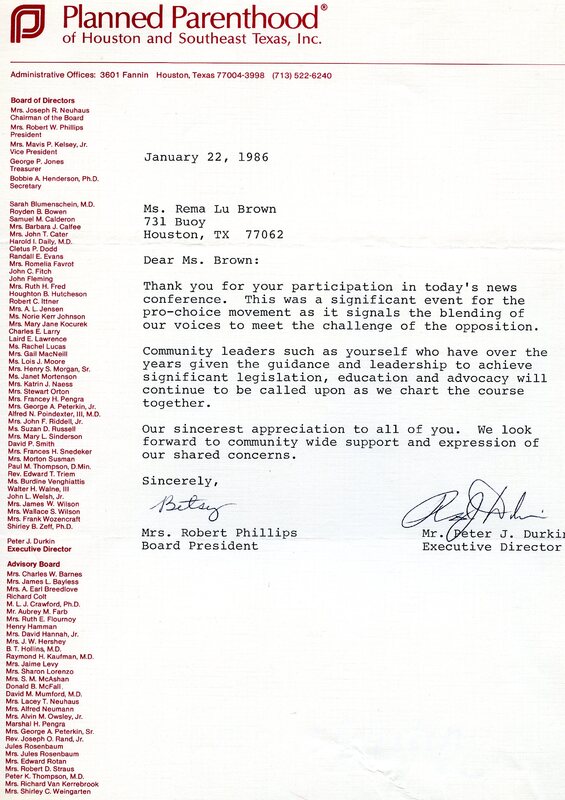 Planned Parenthood®
of Houston and Southeast Texas, Inc.
Administrative Offices: 3601 Fannin Houston, Texas 77004-3998 (713) 522-6240
Board of Directors
Mrs. Joseph R. Neuhaus
Chairman of the Board
Mrs. Robert W. Phillips
President
Mrs. Mavis P. Kelsey, Jr.
Vice President
George P. Jones
Treasurer
Bobbie A. Henderson, Ph.D.
Secretary
Sarah Blumenschein, M.D.
Royden B. Bowen
Samuel M. Calderon
Mrs. Barbara J. Calfee
Mrs. John T. Cater
Harold I. Daily, M.D.
Cletus P. Dodd
Randall E. Evans
Mrs. Romelia Favrot
John C. Fitch
John Fleming
Mrs. Ruth H. Fred
Houghton B. Hutcheson
Robert C. Ittner
Mrs. A. L. Jensen
Ms. Norie Kerr Johnson
Mrs. Mary Jane Kocurek
Charles E. Larry
Laird E. Lawrence
Ms. Rachel Lucas
Mrs. Gail MacNeill
Ms. Lois J. Moore
Mrs. Henry S. Morgan, Sr.
Ms. Janet Mortenson
Mrs. Katrin J. Naess
Mrs. Stewart Orton
Mrs. Francey H. Pengra
Mrs. George A. Peterkin, Jr.
Alfred N. Poindexter, III, M.D.
Mrs. John F. Riddell, Jr.
Ms. Suzan D. Russell
Mrs. Mary L. Sinderson
David P. Smith
Mrs. Frances H. Snedeker
Mrs. Morton Susman
Paul M. Thompson, D.Min.
Rev. Edward T. Triem
Ms. Burdine Venghiattis
Walter H. Walne, III
John L. Welsh, Jr.
Mrs. James W. Wilson
Mrs. Wallace S. Wilson
Mrs. Frank Wozencraft
Shirley B. Zeff, Ph.D.
Peter J. Durkin
Executive Director
Advisory Board
Mrs. Charles W. Barnes
Mrs. James L. Bayless
Mrs. A. Earl Breedlove
Richard Colt
M. L. J. Crawford, Ph.D.
Mr. Aubrey M. Farb
Mrs. Ruth E. Flournoy
Henry Hamman
Mrs. David Hannah, Jr.
Mrs. J. W. Hershey
B. T. Hollins, M.D.
Raymond H. Kaufman, M.D.
Mrs. Jaime Levy
Mrs. Sharon Lorenzo
Mrs. S. M. McAshan
Donald B. McFall
David M. Mumford, M.D.
Mrs. Lacey T. Neuhaus
Mrs. Alfred Neumann
Mrs. Alvin M. Owsley, Jr.
Marshal H. Pengra
Mrs. George A. Peterkin, Sr.
Rev. Joseph O. Rand, Jr.
Jules Rosenbaum
Mrs. Jules Rosenbaum
Mrs. Edward Rotan
Mrs. Robert D. Straus
Peter K. Thompson, M.D.
Mrs. Richard Van Kerrebrook
Mrs. Shirley C. Weingarten
January 22, 1986
Ms. Rema Lu Brown
731 Buoy
Houston, TX 77062
Dear Ms. Brown:
Thank you for your participation in today's news
conference. This was a significant event for the
pro-choice movement as it signals the blending of
our voices to meet the challenge of the opposition.
Community leaders such as yourself who have over the
years given the guidance and leadership to achieve
significant legislation, education and advocacy will
continue to be called upon as we chart the course
together.
Our sincerest appreciation to all of you. We look
forward to community wide support and expression of
our shared concerns.
Sincerely,
Betsy
Mrs. Robert Phillips
Board President
Mr. Peter J. Durkin
Executive Director